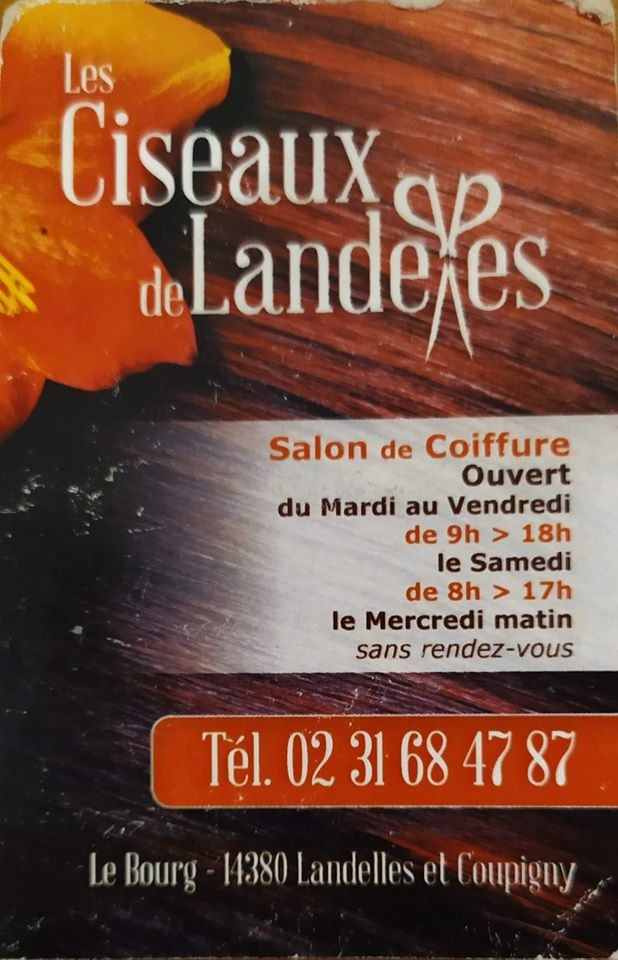 Les
Ciseaux
de Landelles
Salon de Coiffure
Ouvert
du Mardi au Vendredi
de 9h > 18h
le Samedi
de 8h > 17h
le Mercredi matin
sans rendez-vous
Tél. 02 31 68 47 87
Le Bourg - 14380 Landelles et Coupigny